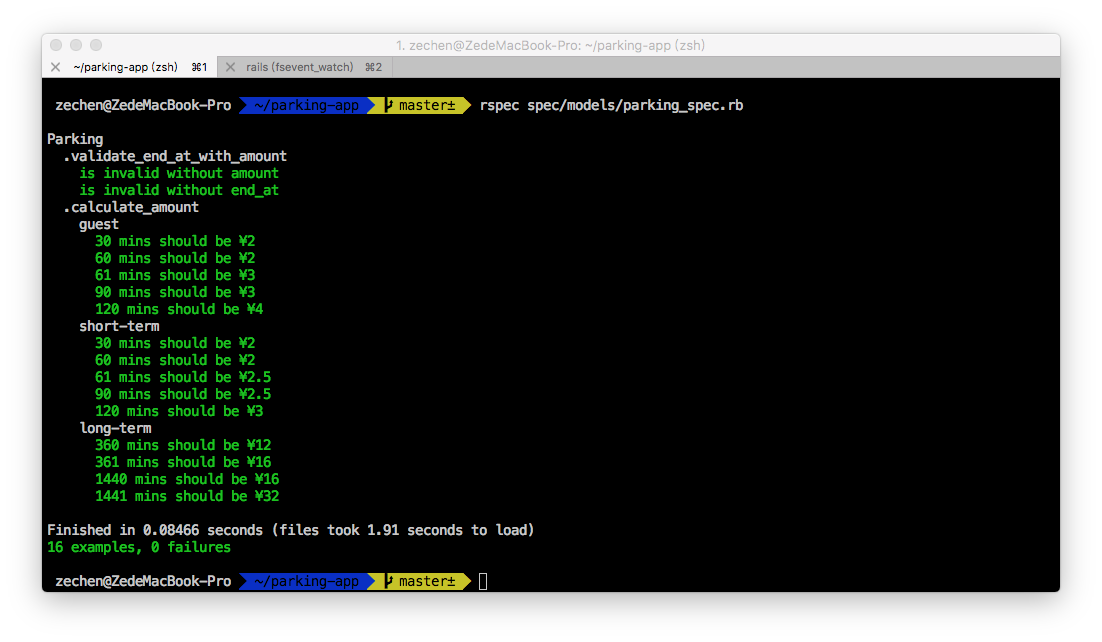 1. zechen@ZedeMacBook-Pro: ~/parking-app (zsh)
~/parking-app (zsh) ⌘1 rails (fsevent_watch) ⌘2
zechen@ZedeMacBook-Pro ~/parking-app master± rspec spec/models/parking_spec.rb
Parking
.validate_end_at_with_amount
is invalid without amount
is invalid without end_at
.calculate_amount
guest
30 mins should be ¥2
60 mins should be ¥2
61 mins should be ¥3
90 mins should be ¥3
120 mins should be ¥4
short-term
30 mins should be ¥2
60 mins should be ¥2
61 mins should be ¥2.5
90 mins should be ¥2.5
120 mins should be ¥3
long-term
360 mins should be ¥12
361 mins should be ¥16
1440 mins should be ¥16
1441 mins should be ¥32
Finished in 0.08466 seconds (files took 1.91 seconds to load)
16 examples, 0 failures
zechen@ZedeMacBook-Pro ~/parking-app master±